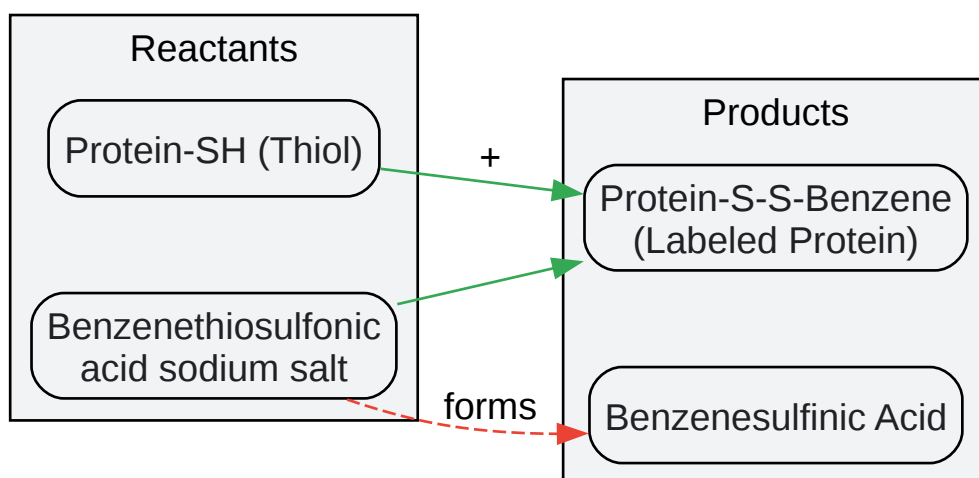 Reactants
Protein-SH (Thiol)
Benzenethiosulfonic
acid sodium salt
+
forms
Products
Protein-S-S-Benzene
(Labeled Protein)
Benzenesulfinic Acid